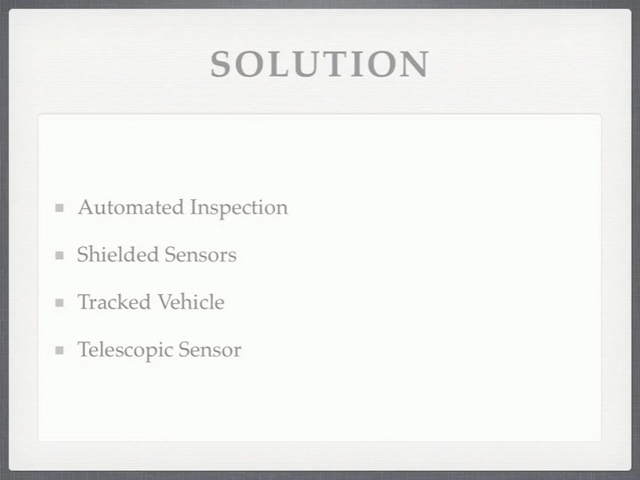 SOLUTION
Automated Inspection
Shielded Sensors
Tracked Vehicle
Telescopic Sensor